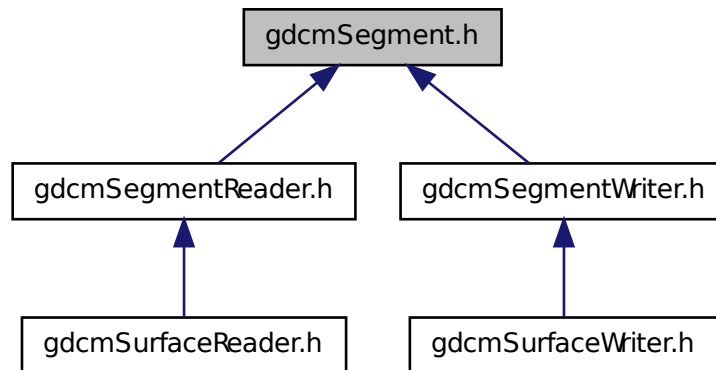 gdcmSegment.h
gdcmSegmentReader.h
gdcmSegmentWriter.h
gdcmSurfaceReader.h
gdcmSurfaceWriter.h